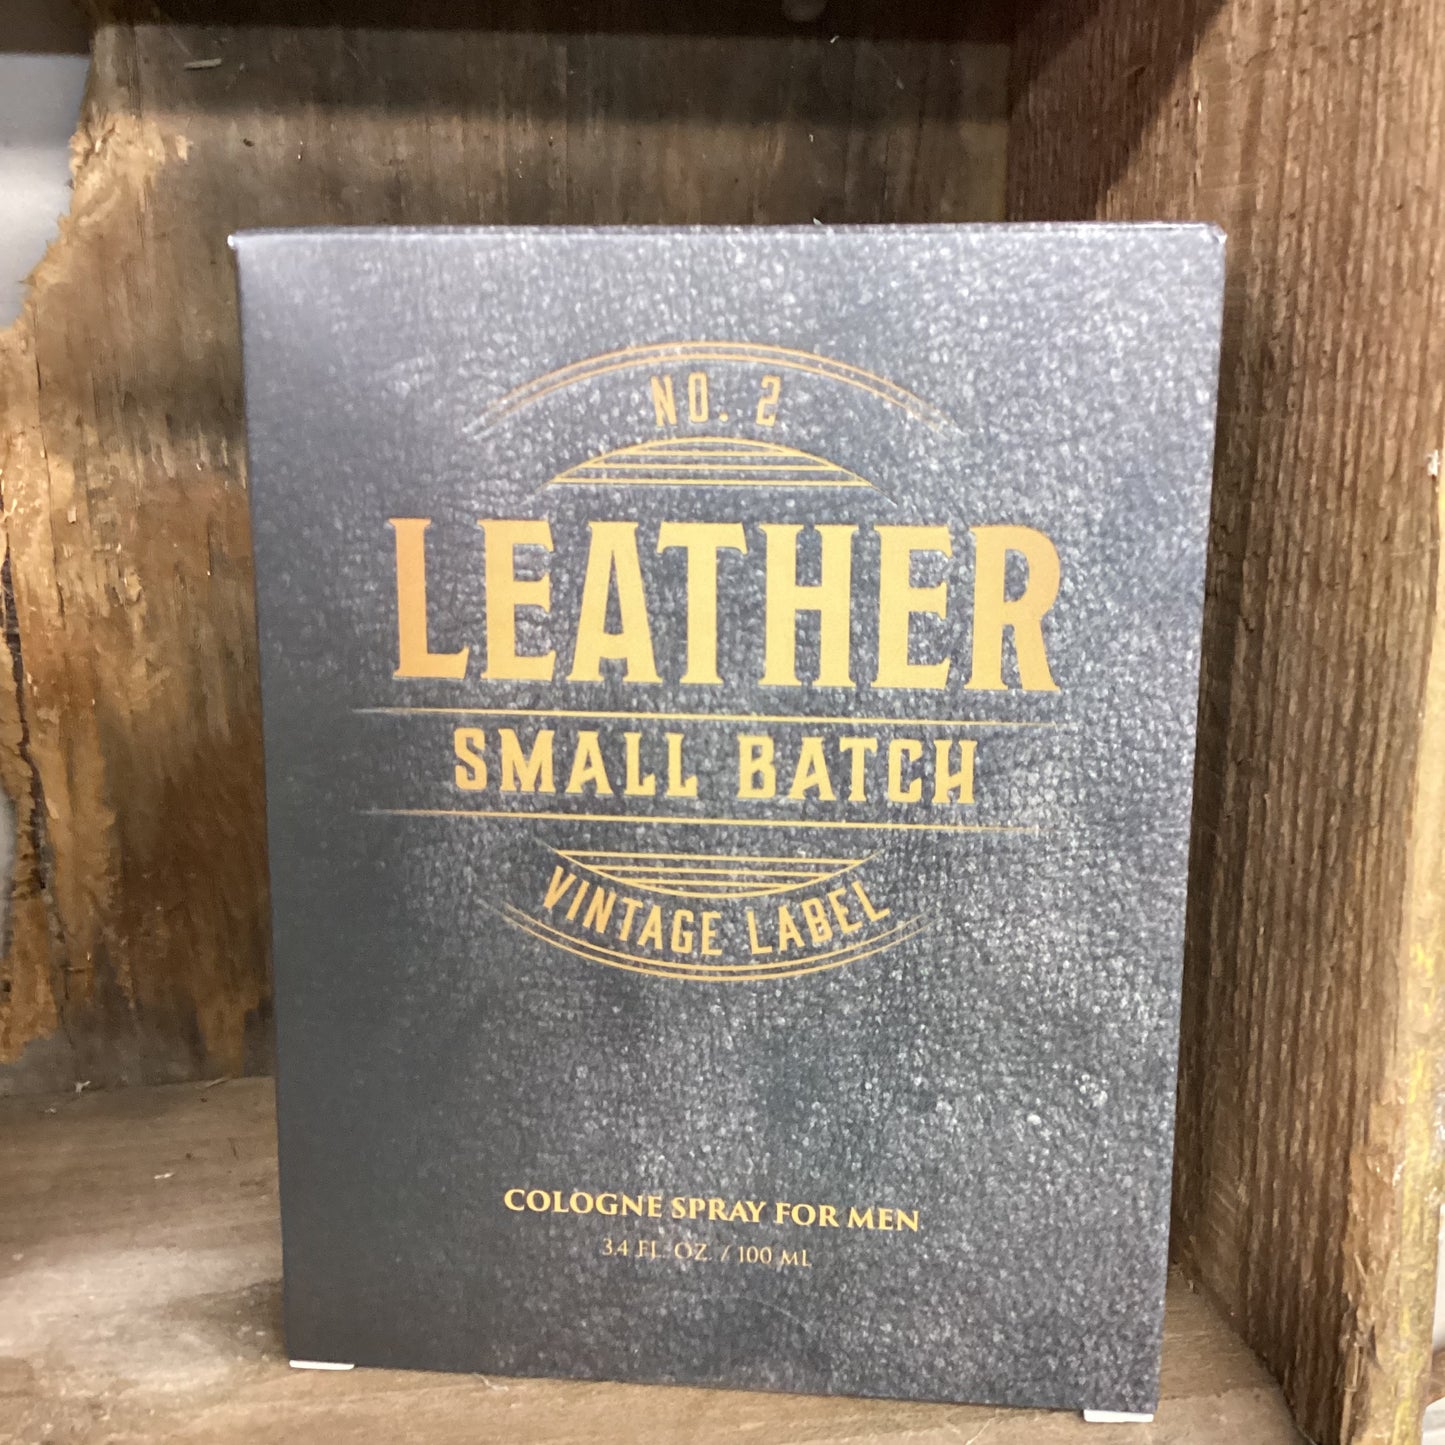 NO. 2
LEATHER
SMALL BATCH
VINTAGE LABEL
COLOGNE SPRAY FOR MEN
3.4 FL. OZ. / 100 ML